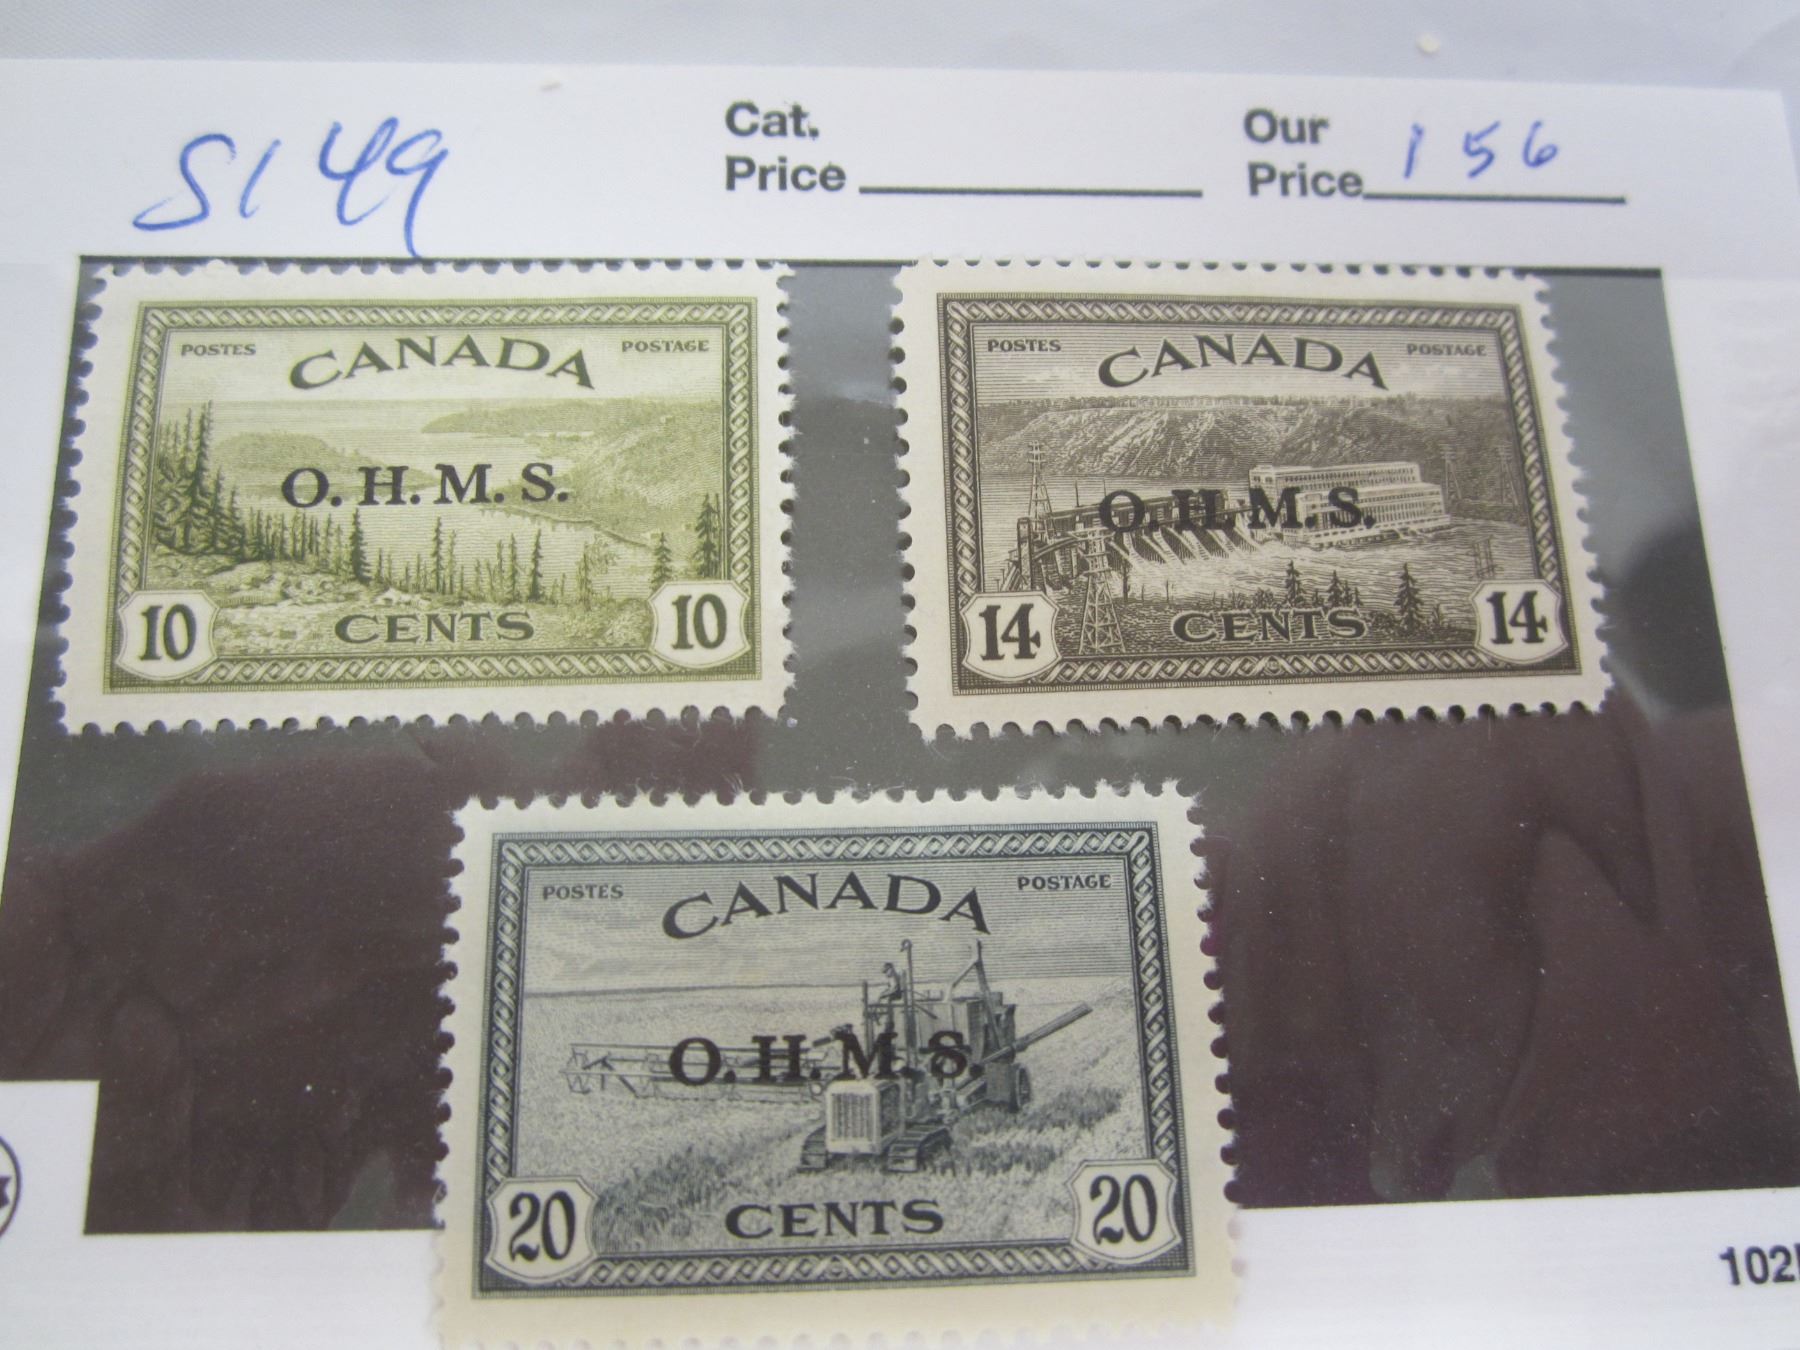 S149
Cat. Price
Our Price 156
POSTES CANADA POSTAGE
O.H.M.S.
10 CENTS 10
POSTES CANADA POSTAGE
O.H.M.S.
14 CENTS 14
POSTES CANADA POSTAGE
O.H.M.S.
20 CENTS 20
102